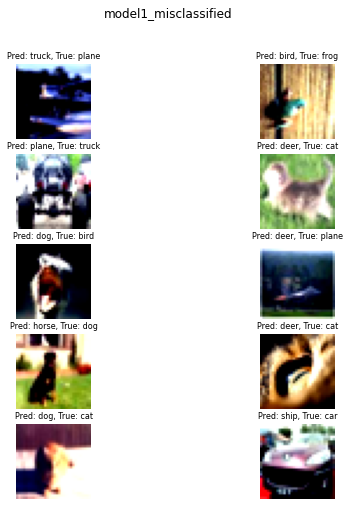 model1_misclassified
Pred: truck, True: plane
Pred: bird, True: frog
Pred: plane, True: truck
Pred: deer, True: cat
Pred: dog, True: bird
Pred: deer, True: plane
Pred: horse, True: dog
Pred: deer, True: cat
Pred: dog, True: cat
Pred: ship, True: car